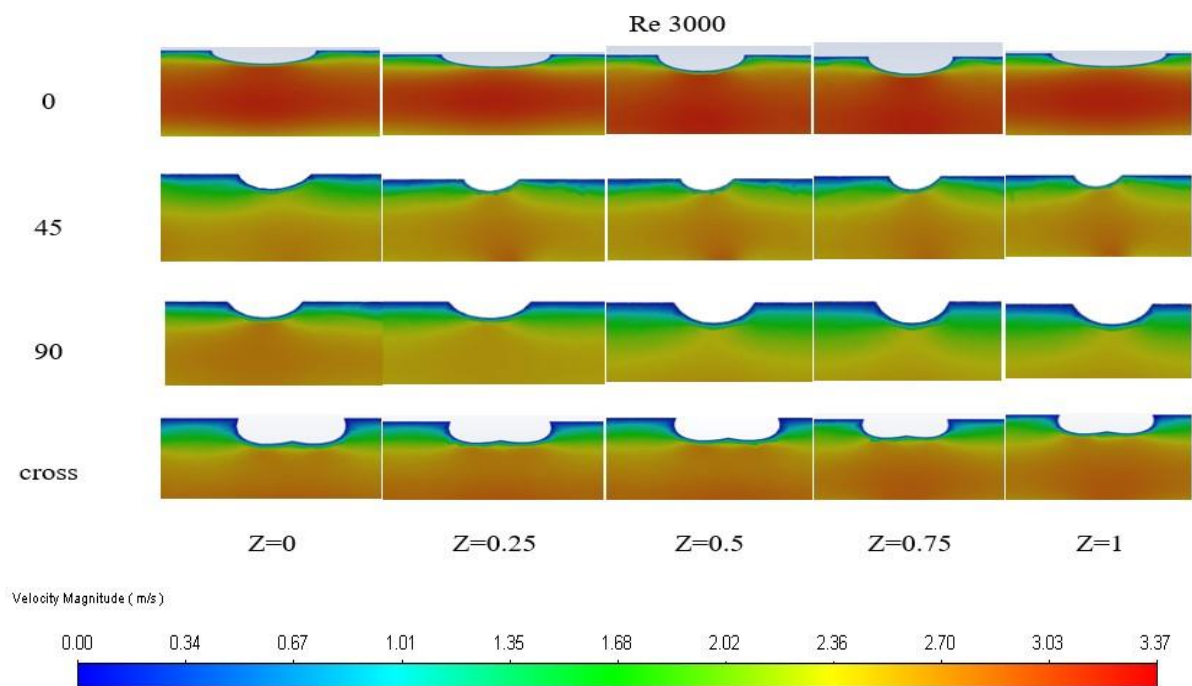 Re 3000
0
45
90
cross
Z=0 Z=0.25 Z=0.5 Z=0.75 Z=1
Velocity Magnitude ( m/s )
0.00 0.34 0.67 1.01 1.35 1.68 2.02 2.36 2.70 3.03 3.37